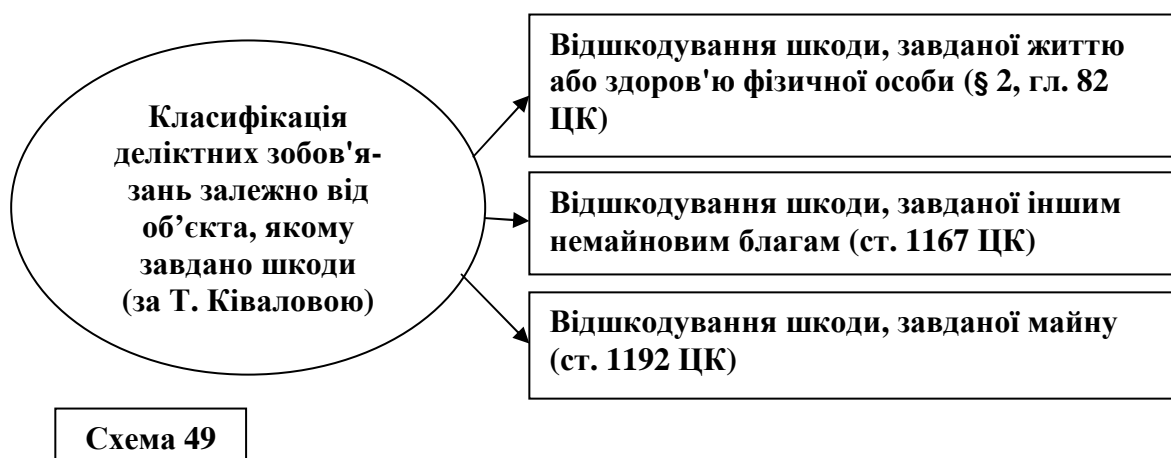 Класифікація
деліктних зобов'я-
зань залежно від
об’єкта, якому
завдано шкоди
(за Т. Ківаловою)
Відшкодування шкоди, завданої життю
або здоров'ю фізичної особи (§ 2, гл. 82
ЦК)
Відшкодування шкоди, завданої іншим
немайновим благам (ст. 1167 ЦК)
Відшкодування шкоди, завданої майну
(ст. 1192 ЦК)
Схема 49